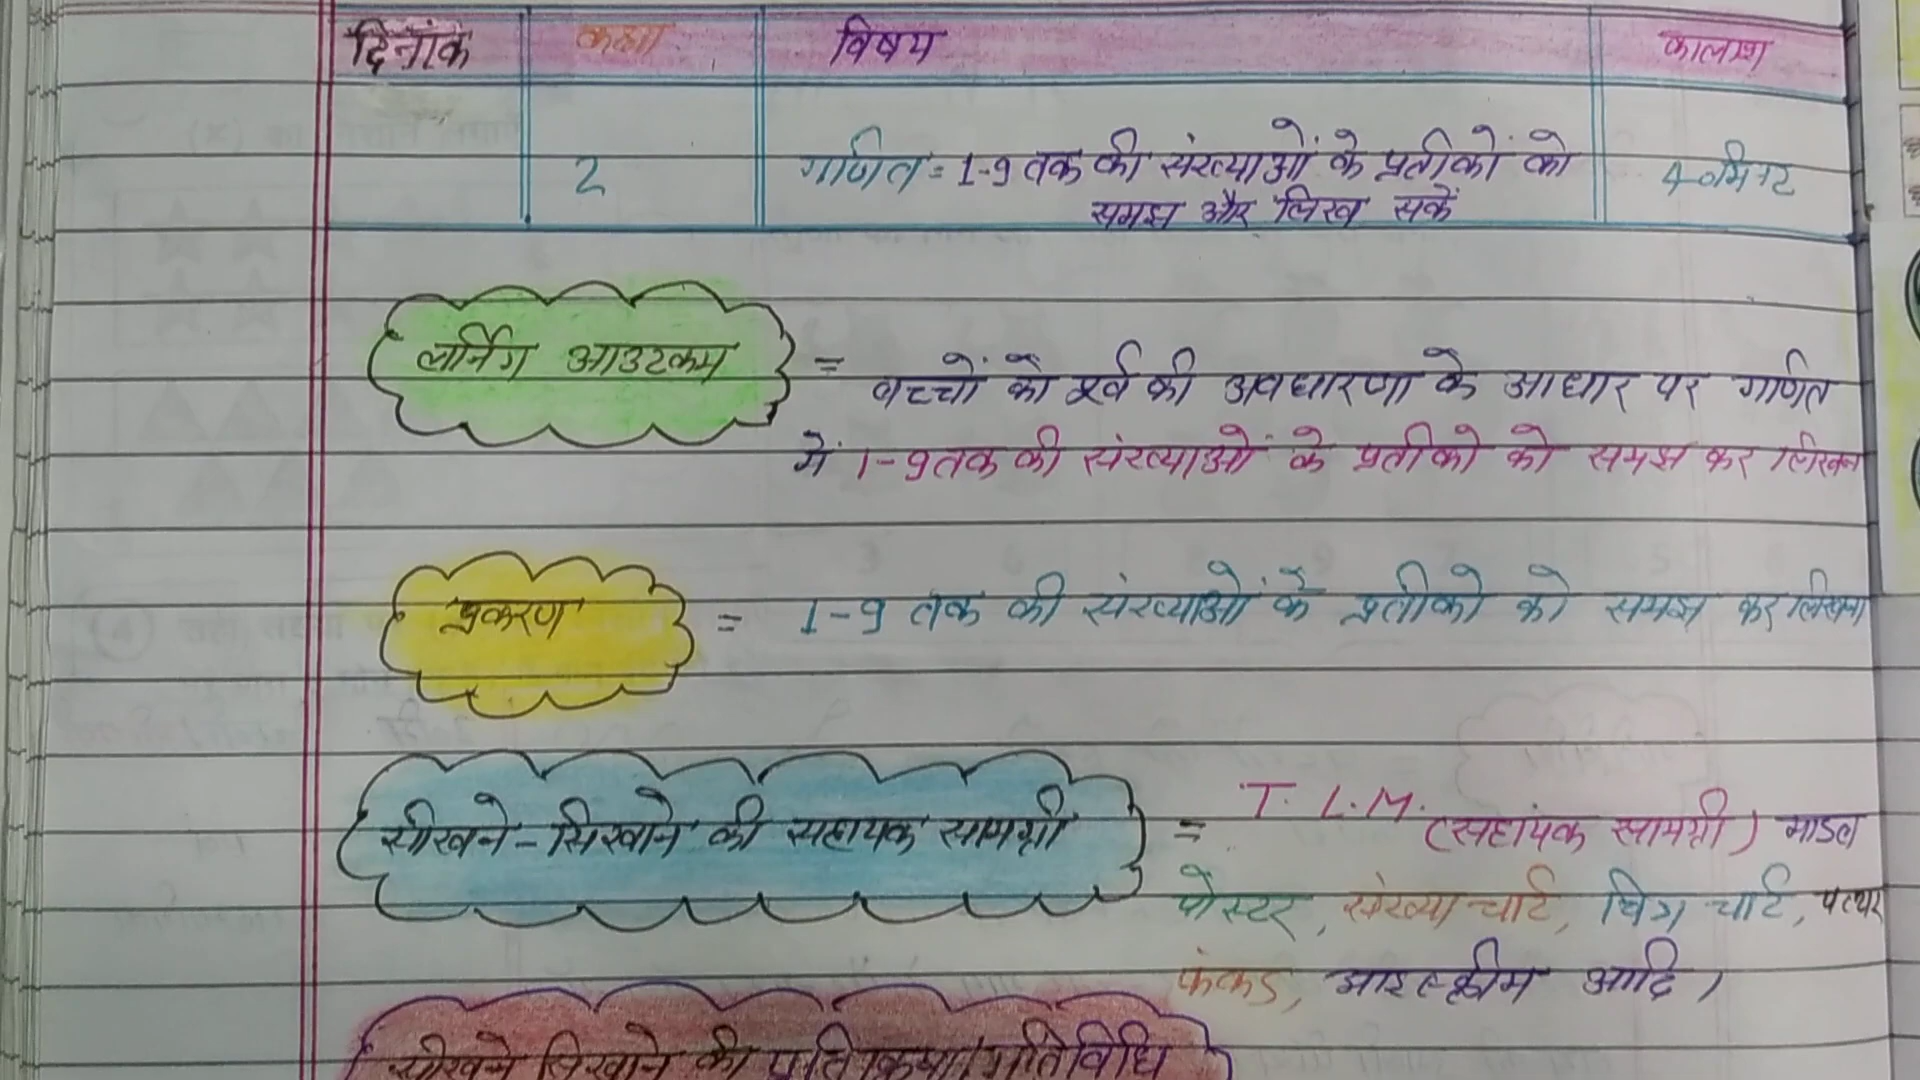 दिनांक कक्षा विषय कालांश
2 गणित = 1-9 तक की संख्याओं के प्रतीकों को 40 मिनट
समझ और लिख सकें
लर्निंग आउटकम = बच्चों को पूर्व की अवधारणा के आधार पर गणित
में 1-9 तक की संख्याओं के प्रतीको को समझ कर लिखना
प्रकरण = 1-9 तक की संख्याओं के प्रतीको को समझ कर लिखना
सीखने-सिखाने की सहायक सामग्री = T. L.M. (सहायक सामग्री) माडल
पोस्टर, संख्या चार्ट, चित्र चार्ट, पत्थर
कंकड, आइस्क्रीम आदि,
सीखने सिखाने की प्रतिक्रिया/गतिविधि